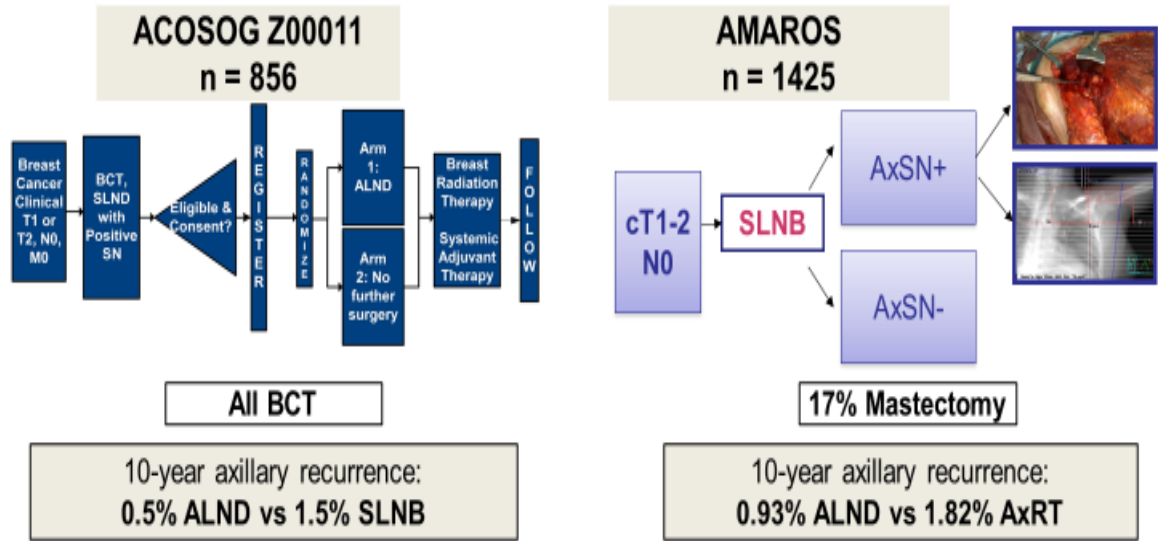 ACOSOG Z00011
n = 856
Breast
Cancer
Clinical
T1 or
T2, N0,
M0
BCT,
SLND
with
Positive
SN
Eligible &
Consent?
REGISTER
RANDOMIZE
Arm
1:
ALND
Arm
2: No
further
surgery
Breast
Radiation
Therapy
Systemic
Adjuvant
Therapy
FOLLOW
All BCT
10-year axillary recurrence:
0.5% ALND vs 1.5% SLNB
AMAROS
n = 1425
cT1-2
N0
SLNB
AxSN+
AxSN-
17% Mastectomy
10-year axillary recurrence:
0.93% ALND vs 1.82% AxRT